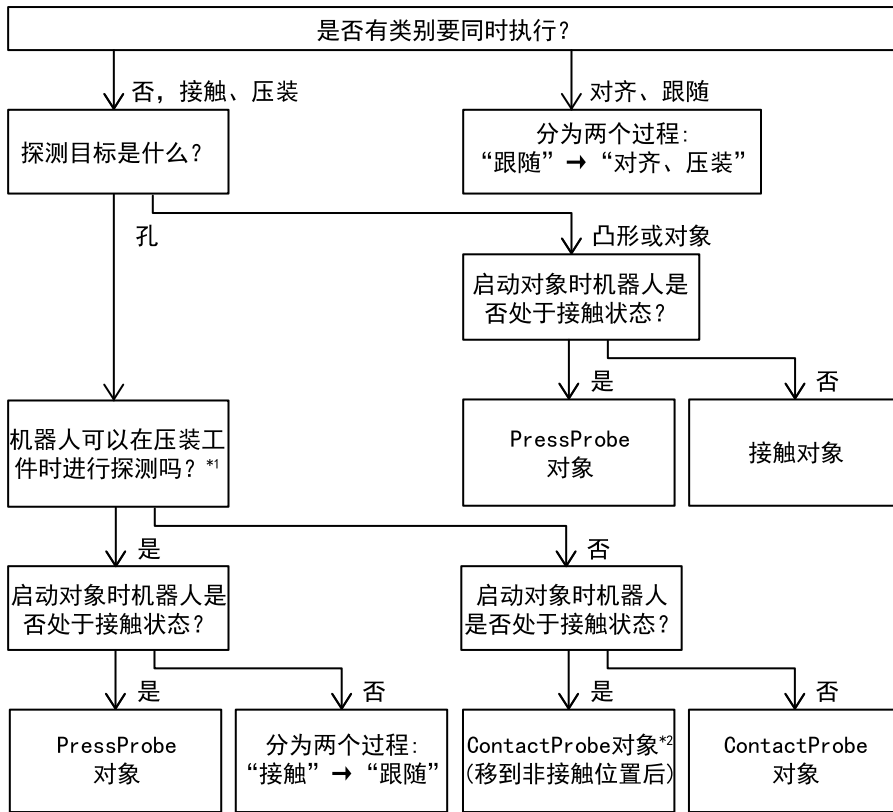 是否有类别要同时执行？
否，接触、压装
对齐、跟随
探测目标是什么？
分为两个过程：
“跟随”→“对齐、压装”
孔
凸形或对象
启动对象时机器人是
否处于接触状态？
是
否
机器人可以在压装工
件时进行探测吗？*1
PressProbe
对象
接触对象
是
否
启动对象时机器人是
否处于接触状态？
启动对象时机器人
是否处于接触状态？
是
否
是
否
PressProbe
对象
分为两个过程：
“接触”→“跟随”
ContactProbe对象*2
(移到非接触位置后)
ContactProbe
对象